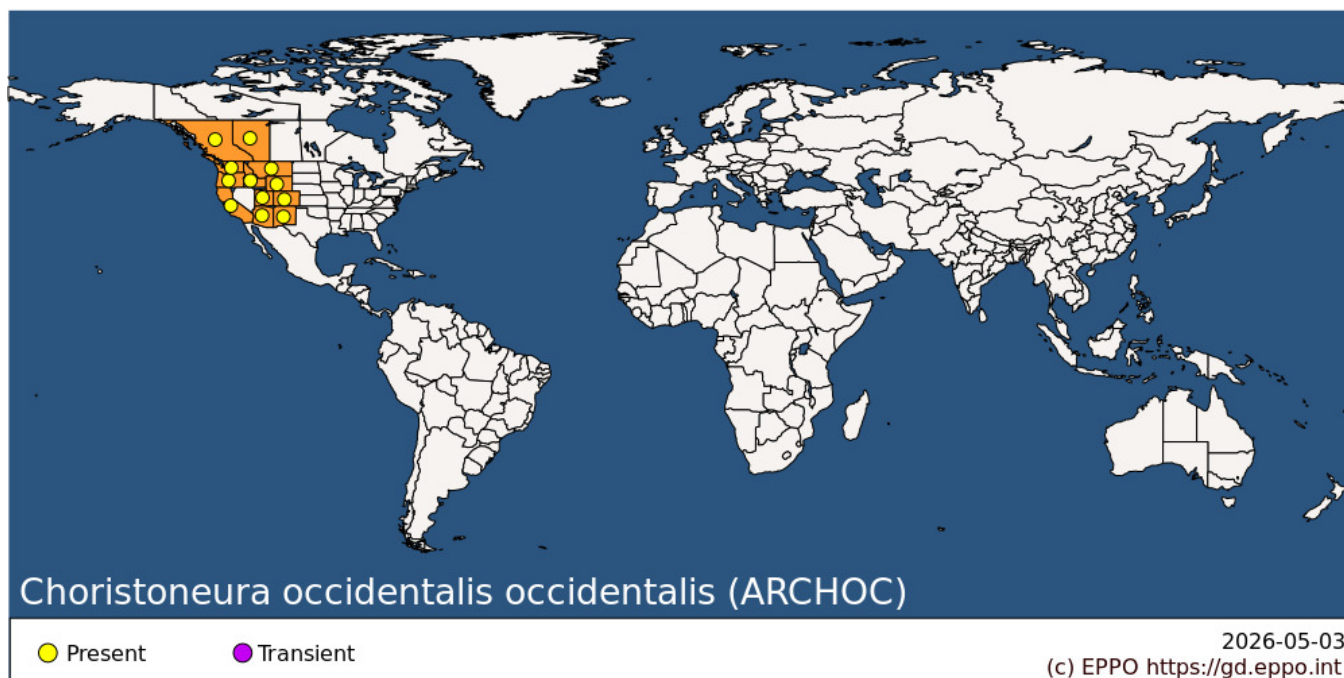 Choristoneura occidentalis occidentalis (ARCHOC)
Present
Transient
2026-05-03
(c) EPPO https://gd.eppo.int